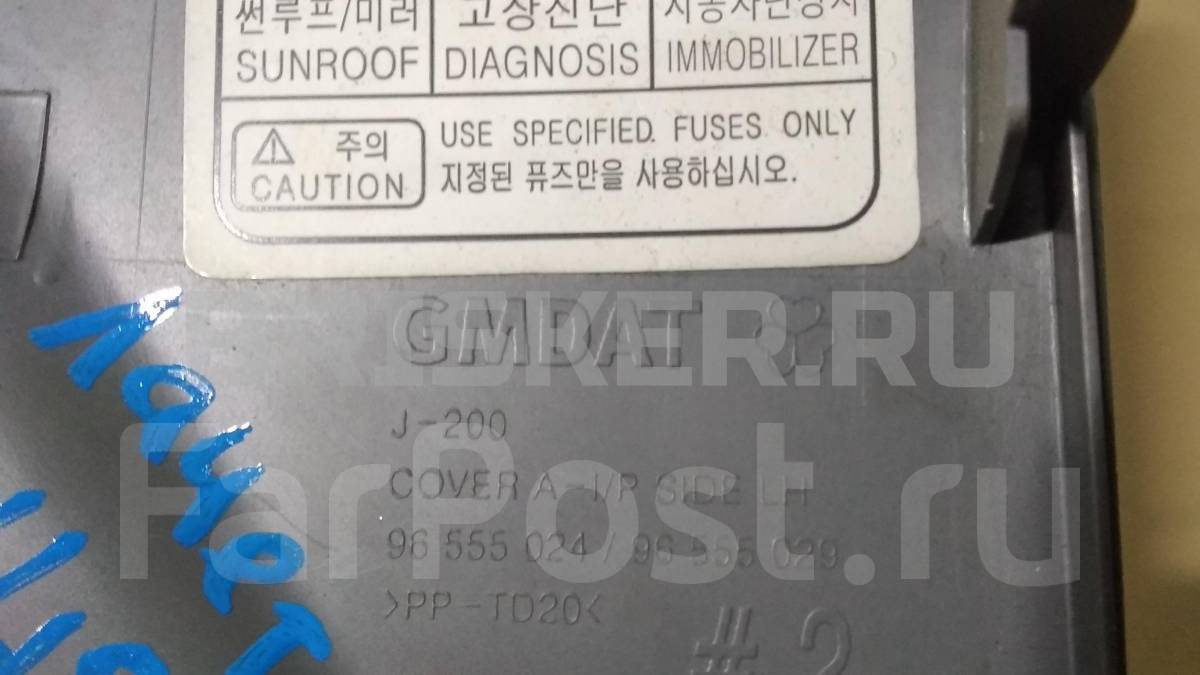 썬루프/미러 고장진단
SUNROOF DIAGNOSIS IMMOBILIZER
주의
CAUTION
USE SPECIFIED. FUSES ONLY
지정된 퓨즈만을 사용하십시오.
GMDAT
J-200
COVER A-I/P SIDE LH
96 555 024 / 96 555 029
>PP-TD20<
# 2
KER.RU
FarPost.ru